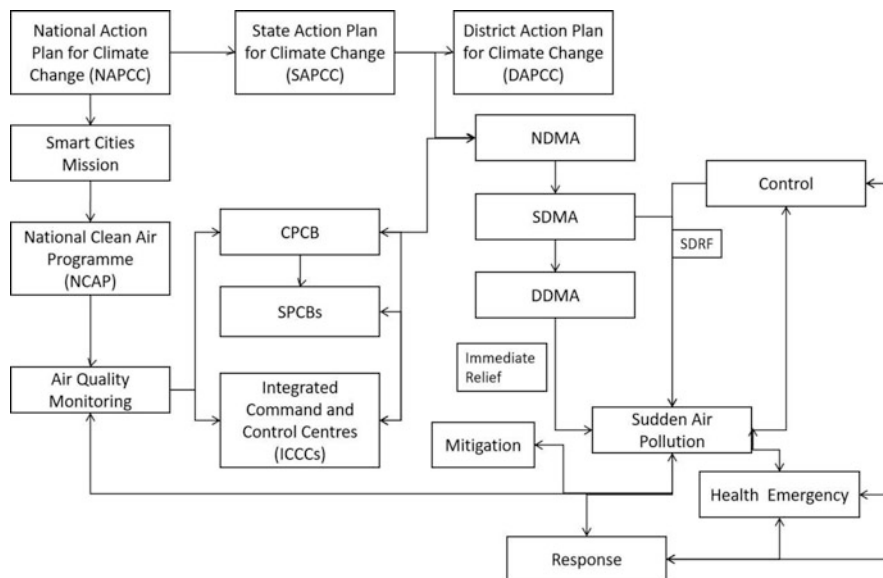 National Action
Plan for Climate
Change (NAPCC)
State Action Plan
for Climate Change
(SAPCC)
District Action Plan
for Climate Change
(DAPCC)
Smart Cities
Mission
NDMA
Control
National Clean Air
Programme
(NCAP)
CPCB
SDMA
SDRF
SPCBs
DDMA
Immediate
Relief
Air Quality
Monitoring
Integrated
Command and
Control Centres
(ICCCs)
Sudden Air
Pollution
Mitigation
Health Emergency
Response